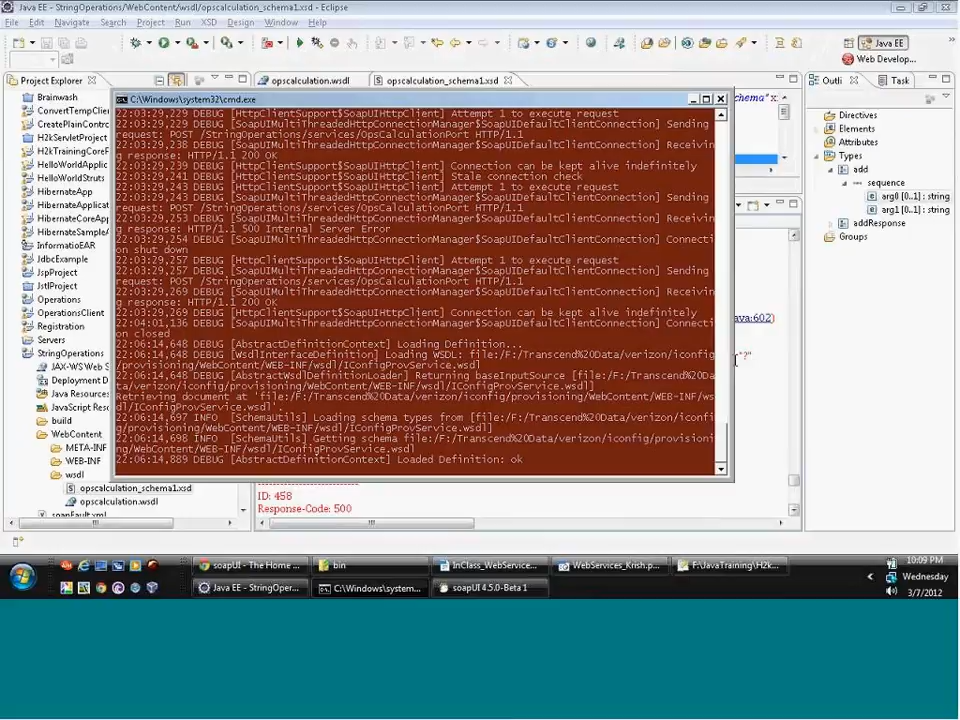 Java EE - StringOperations/WebContent/wsdl/opscalculation_schema1.xsd - Eclipse
File Edit Navigate Search Project Run XSD Design Window Help
Java EE
Web Develop...
Project Explorer
opscalculation.wsdl
opscalculation_schema1.xsd
Outli
Task
Brainwash
ConvertTempClie
CreatePlainContrc
H2kServletProject
H2kTrainingCoreF
HelloWorldApplic
HelloWorldStruts
HibernateApp
HibernateApplicat
HibernateCoreApp
HibernateSampleA
InformatioEAR
JdbcExample
JspProject
JstlProject
Operations
OperationsClient
Registration
Servers
StringOperations
JAX-WS Web S
Deployment D
Java Resources
JavaScript Resc
build
WebContent
META-INF
WEB-INF
wsdl
opscalculation_schema1.xsd
opscalculation.wsdl
soapFault.xml
C:\Windows\system32\cmd.exe
22:03:29,229 DEBUG [HttpClientSupport$SoapUIHttpClient] Attempt 1 to execute request
22:03:29,229 DEBUG [SoapUIMultiThreadedHttpConnectionManager$SoapUIDefaultClientConnection] Sending
request: POST /StringOperations/services/OpsCalculationPort HTTP/1.1
22:03:29,238 DEBUG [SoapUIMultiThreadedHttpConnectionManager$SoapUIDefaultClientConnection] Receivin
g response: HTTP/1.1 200 OK
22:03:29,239 DEBUG [HttpClientSupport$SoapUIHttpClient] Connection can be kept alive indefinitely
22:03:29,241 DEBUG [HttpClientSupport$SoapUIHttpClient] Stale connection check
22:03:29,243 DEBUG [HttpClientSupport$SoapUIHttpClient] Attempt 1 to execute request
22:03:29,243 DEBUG [SoapUIMultiThreadedHttpConnectionManager$SoapUIDefaultClientConnection] Sending
request: POST /StringOperations/services/OpsCalculationPort HTTP/1.1
22:03:29,253 DEBUG [SoapUIMultiThreadedHttpConnectionManager$SoapUIDefaultClientConnection] Receivin
g response: HTTP/1.1 500 Internal Server Error
22:03:29,254 DEBUG [SoapUIMultiThreadedHttpConnectionManager$SoapUIDefaultClientConnection] Connecti
on shut down
22:03:29,257 DEBUG [HttpClientSupport$SoapUIHttpClient] Attempt 1 to execute request
22:03:29,257 DEBUG [SoapUIMultiThreadedHttpConnectionManager$SoapUIDefaultClientConnection] Sending
request: POST /StringOperations/services/OpsCalculationPort HTTP/1.1
22:03:29,269 DEBUG [SoapUIMultiThreadedHttpConnectionManager$SoapUIDefaultClientConnection] Receivin
g response: HTTP/1.1 200 OK
22:03:29,269 DEBUG [HttpClientSupport$SoapUIHttpClient] Connection can be kept alive indefinitely
22:04:01,136 DEBUG [SoapUIMultiThreadedHttpConnectionManager$SoapUIDefaultClientConnection] Connecti
on closed
22:06:14,648 DEBUG [AbstractDefinitionContext] Loading Definition...
22:06:14,648 DEBUG [WsdlInterfaceDefinition] Loading WSDL: file:/F:/Transcend%20Data/verizon/iconfig
/provisioning/WebContent/WEB-INF/wsdl/IConfigProvService.wsdl
22:06:14,648 DEBUG [AbstractWsdlDefinitionLoader] Returning baseInputSource [file:/F:/Transcend%20Da
ta/verizon/iconfig/provisioning/WebContent/WEB-INF/wsdl/IConfigProvService.wsdl]
Retrieving document at 'file:/F:/Transcend%20Data/verizon/iconfig/provisioning/WebContent/WEB-INF/ws
dl/IConfigProvService.wsdl'.
22:06:14,697 INFO [SchemaUtils] Loading schema types from [file:/F:/Transcend%20Data/verizon/iconfi
g/provisioning/WebContent/WEB-INF/wsdl/IConfigProvService.wsdl]
22:06:14,698 INFO [SchemaUtils] Getting schema file:/F:/Transcend%20Data/verizon/iconfig/provisioni
ng/WebContent/WEB-INF/wsdl/IConfigProvService.wsdl
22:06:14,889 DEBUG [AbstractDefinitionContext] Loaded Definition: ok
chema" x
ava:602)
"?"
ID: 458
Response-Code: 500
Directives
Elements
Attributes
Types
add
sequence
arg0 [0..1] : string
arg1 [0..1] : string
addResponse
Groups
soapUI - The Home ...
bin
InClass_WebService...
WebServices_Krish.p...
F:\JavaTraining\H2k...
Java EE - StringOper...
C:\Windows\system...
soapUI 4.5.0-Beta 1
10:09 PM
Wednesday
3/7/2012